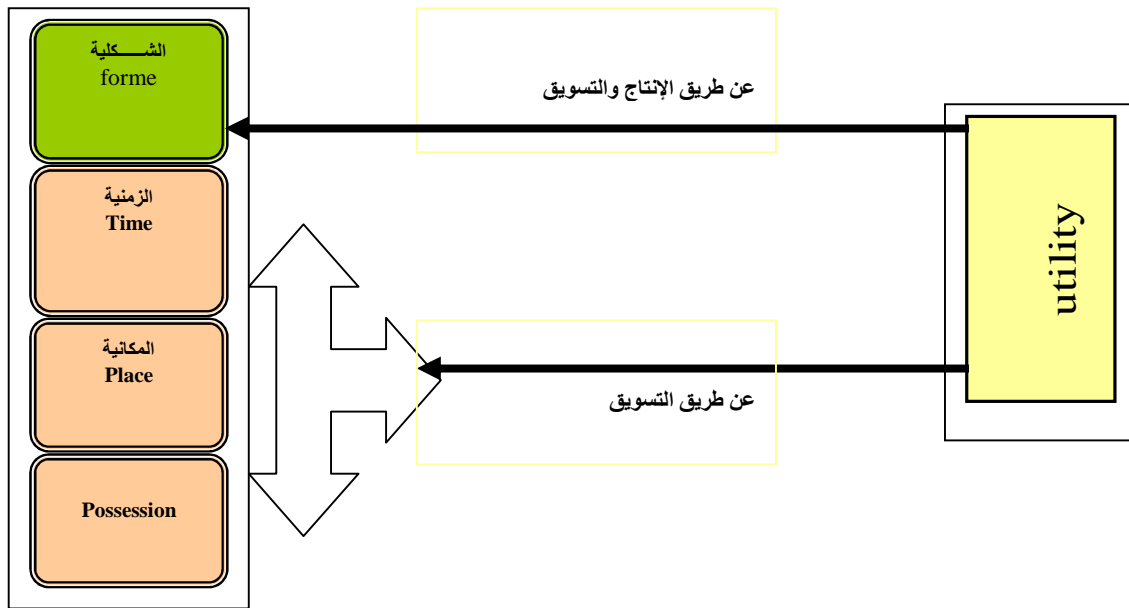 الشـــــكلية
forme
عن طريق الإنتاج والتسويق
الزمنية
Time
utility
المكانية
Place
عن طريق التسويق
Possession